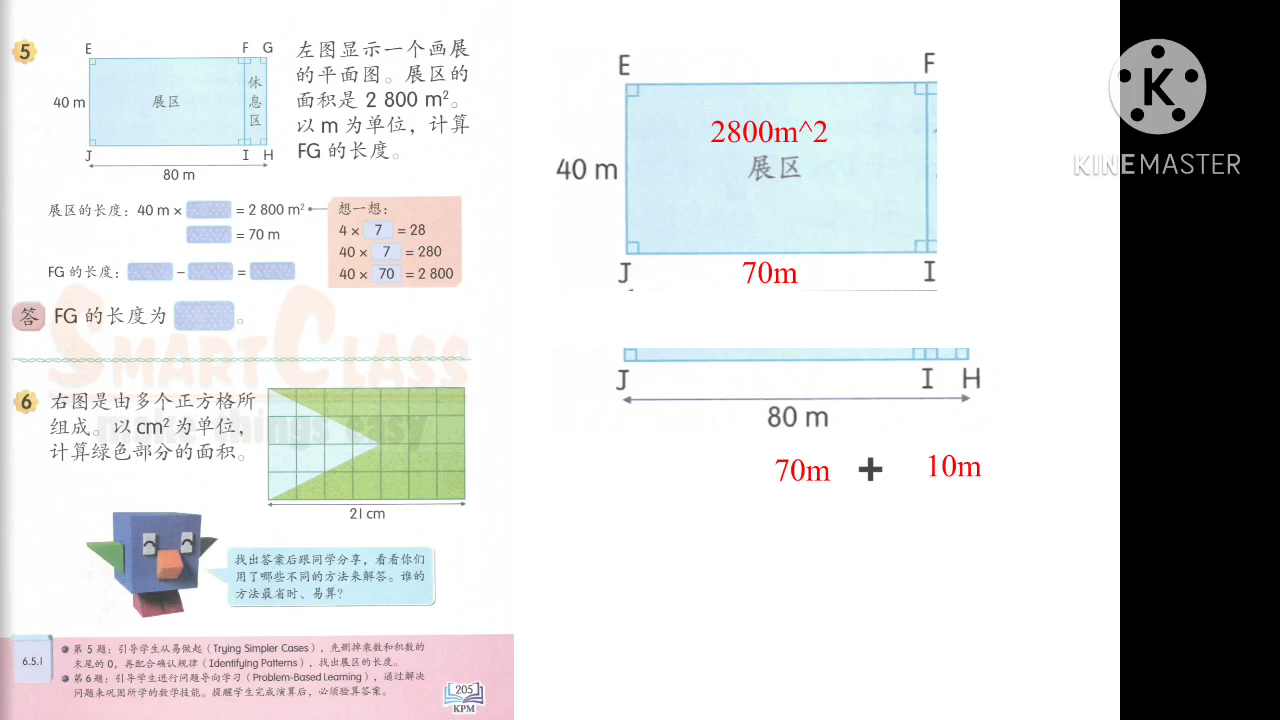 5
E
F
G
40 m
展区
休
息
区
J
I
H
80 m
左图显示一个画展
的平面图。展区的
面积是 2 800 m²。
以 m 为单位，计算
FG 的长度。
展区的长度：40 m × = 2 800 m²
= 70 m
FG 的长度： – =
想一想：
4 × 7 = 28
40 × 7 = 280
40 × 70 = 2 800
答 FG 的长度为 。
SMART CLASS
make things easy
6
右图是由多个正方格所
组成。以 cm² 为单位，
计算绿色部分的面积。
21 cm
找出答案后跟同学分享，看看你们
用了哪些不同的方法来解答。谁的
方法最省时、易算？
6.5.1
第 5 题：引导学生从易做起（Trying Simpler Cases），先删掉乘数和积数的
末尾的 0，再配合确认规律（Identifying Patterns），找出展区的长度。
第 6 题：引导学生进行问题导向学习（Problem-Based Learning），通过解决
问题来巩固所学的数学技能。提醒学生完成演算后，必须验算答案。
205
KPM
E
F
2800m^2
40 m
展区
J
70m
I
J
I
H
80 m
70m + 10m
K
KINEMASTER